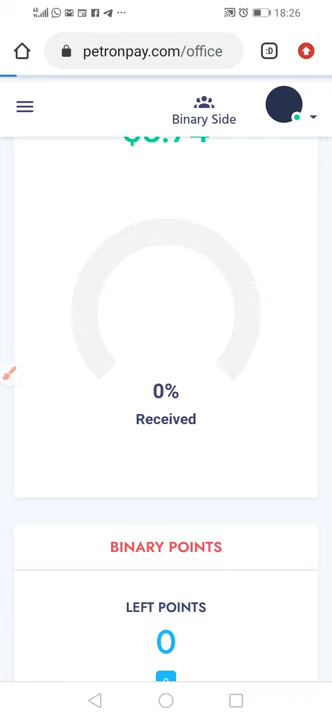 18:26
petronpay.com/office
:D
Binary Side
0%
Received
BINARY POINTS
LEFT POINTS
0